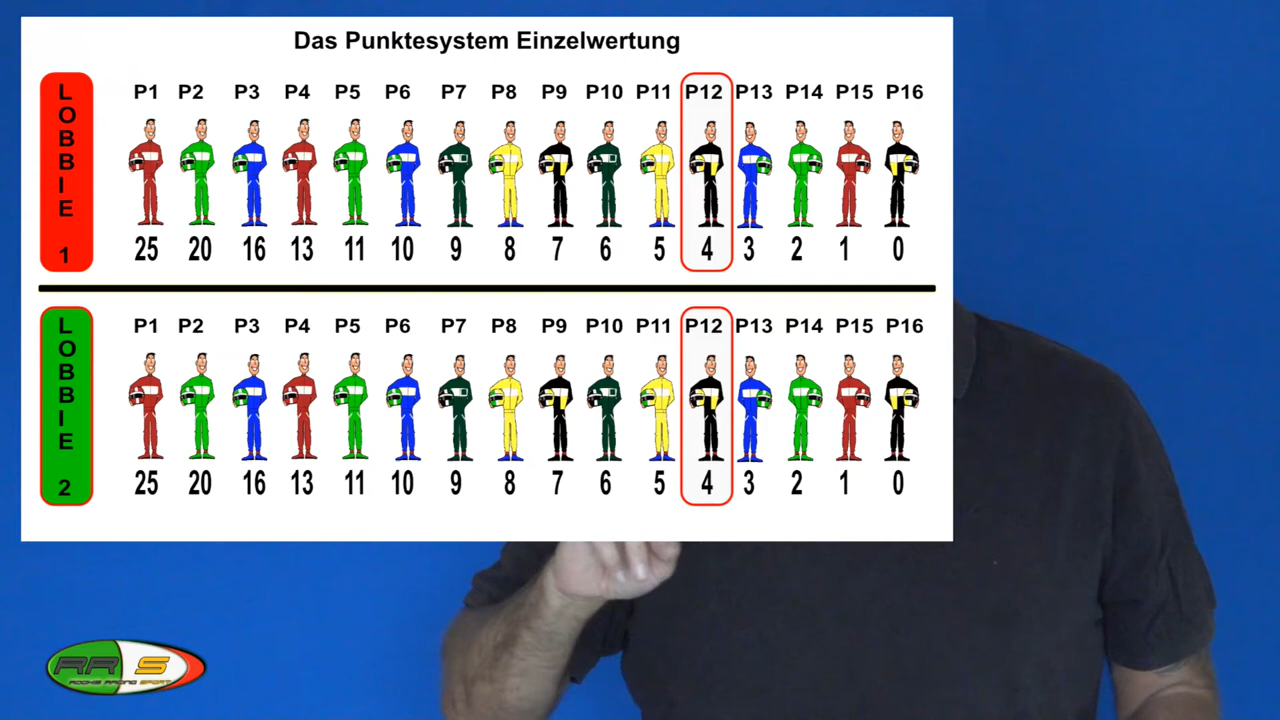 Das Punktesystem Einzelwertung
LOBBIE 1
P1 P2 P3 P4 P5 P6 P7 P8 P9 P10 P11 P12 P13 P14 P15 P16
25 20 16 13 11 10 9 8 7 6 5 4 3 2 1 0
LOBBIE 2
P1 P2 P3 P4 P5 P6 P7 P8 P9 P10 P11 P12 P13 P14 P15 P16
25 20 16 13 11 10 9 8 7 6 5 4 3 2 1 0
RRS
ROOKIE RACING SPORT